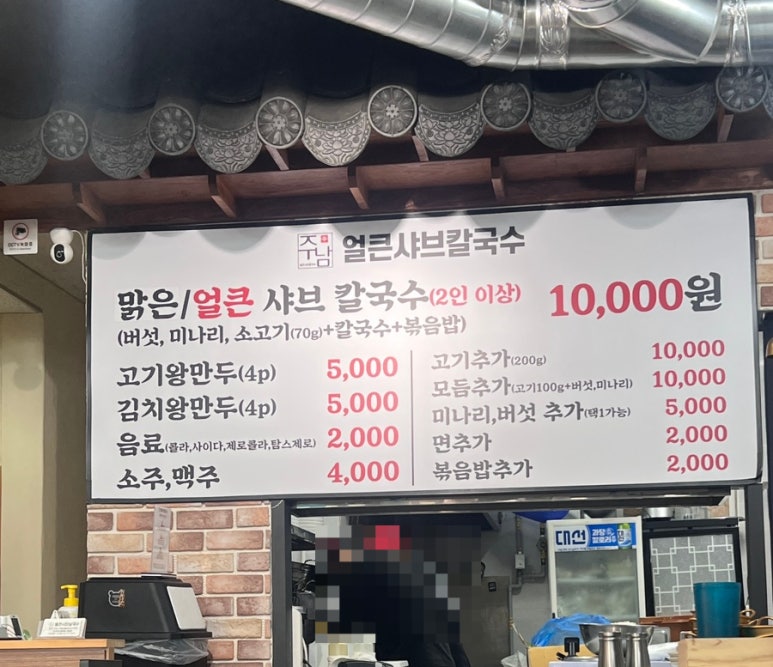 주남 얼큰샤브칼국수
맑은/얼큰 샤브 칼국수(2인 이상) 10,000원
(버섯, 미나리, 소고기(70g)+칼국수+볶음밥)
고기왕만두(4p) 5,000
김치왕만두(4p) 5,000
음료(콜라,사이다,제로콜라,탐스제로) 2,000
소주,맥주 4,000
고기추가(200g) 10,000
모듬추가(고기100g+버섯,미나리) 10,000
미나리,버섯 추가(택1가능) 5,000
면추가 2,000
볶음밥추가 2,000
대선